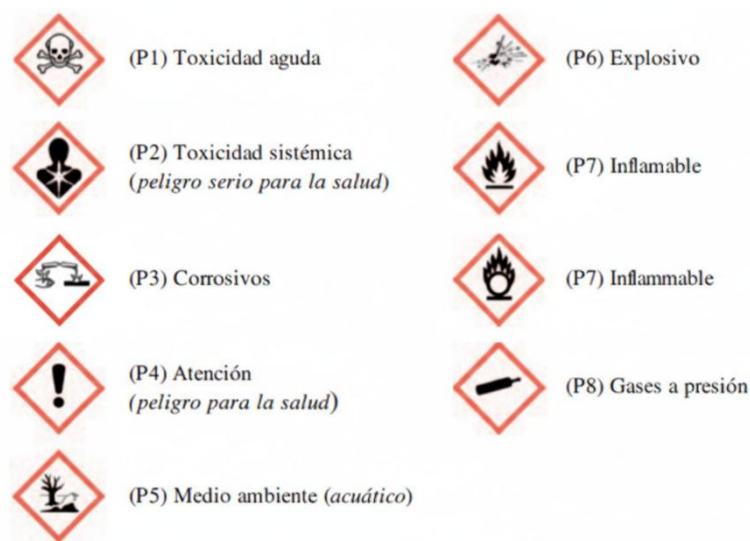 (P1) Toxicidad aguda
(P2) Toxicidad sistémica
(peligro serio para la salud)
(P3) Corrosivos
(P4) Atención
(peligro para la salud)
(P5) Medio ambiente (acuático)
(P6) Explosivo
(P7) Inflamable
(P7) Inflammable
(P8) Gases a presión